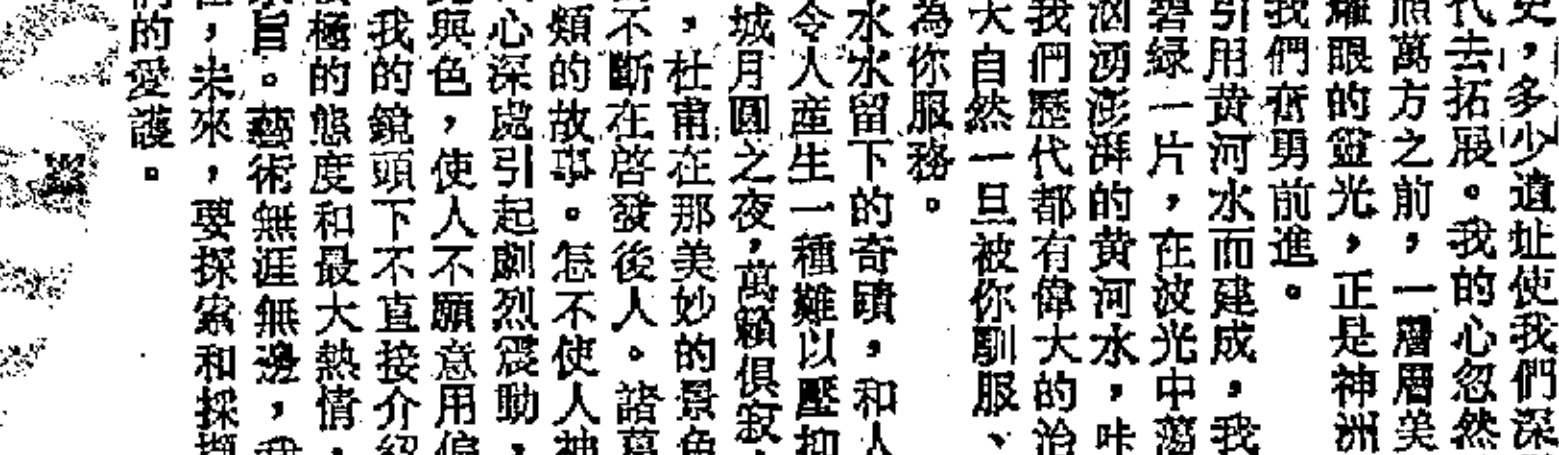 史，多少遺址使我們深
代去拓展。我的心忽然
照萬方之前，一層層美
耀眼的靈光，正是神洲
我們奮勇前進。
引用黃河水而建成，我
碧綠一片，在波光中蕩
洶湧澎湃的黃河水，咔
我們歷代都有偉大的治
大自然一旦被你馴服、
為你服務。
水水留下的奇蹟，和人
令人産生一種難以壓抑
城月圓之夜，萬籟俱寂，
，杜甫在那美妙的景色
不斷在啓發後人。諸葛
類的故事。怎不使人神
心深處引起劇烈震動，
與色，使人不願意用偏
我的鏡頭下不直接介紹
極的態度和最大熱情，
旨。藝術無涯無邊，我
，未來，要探索和採擷
的愛護。